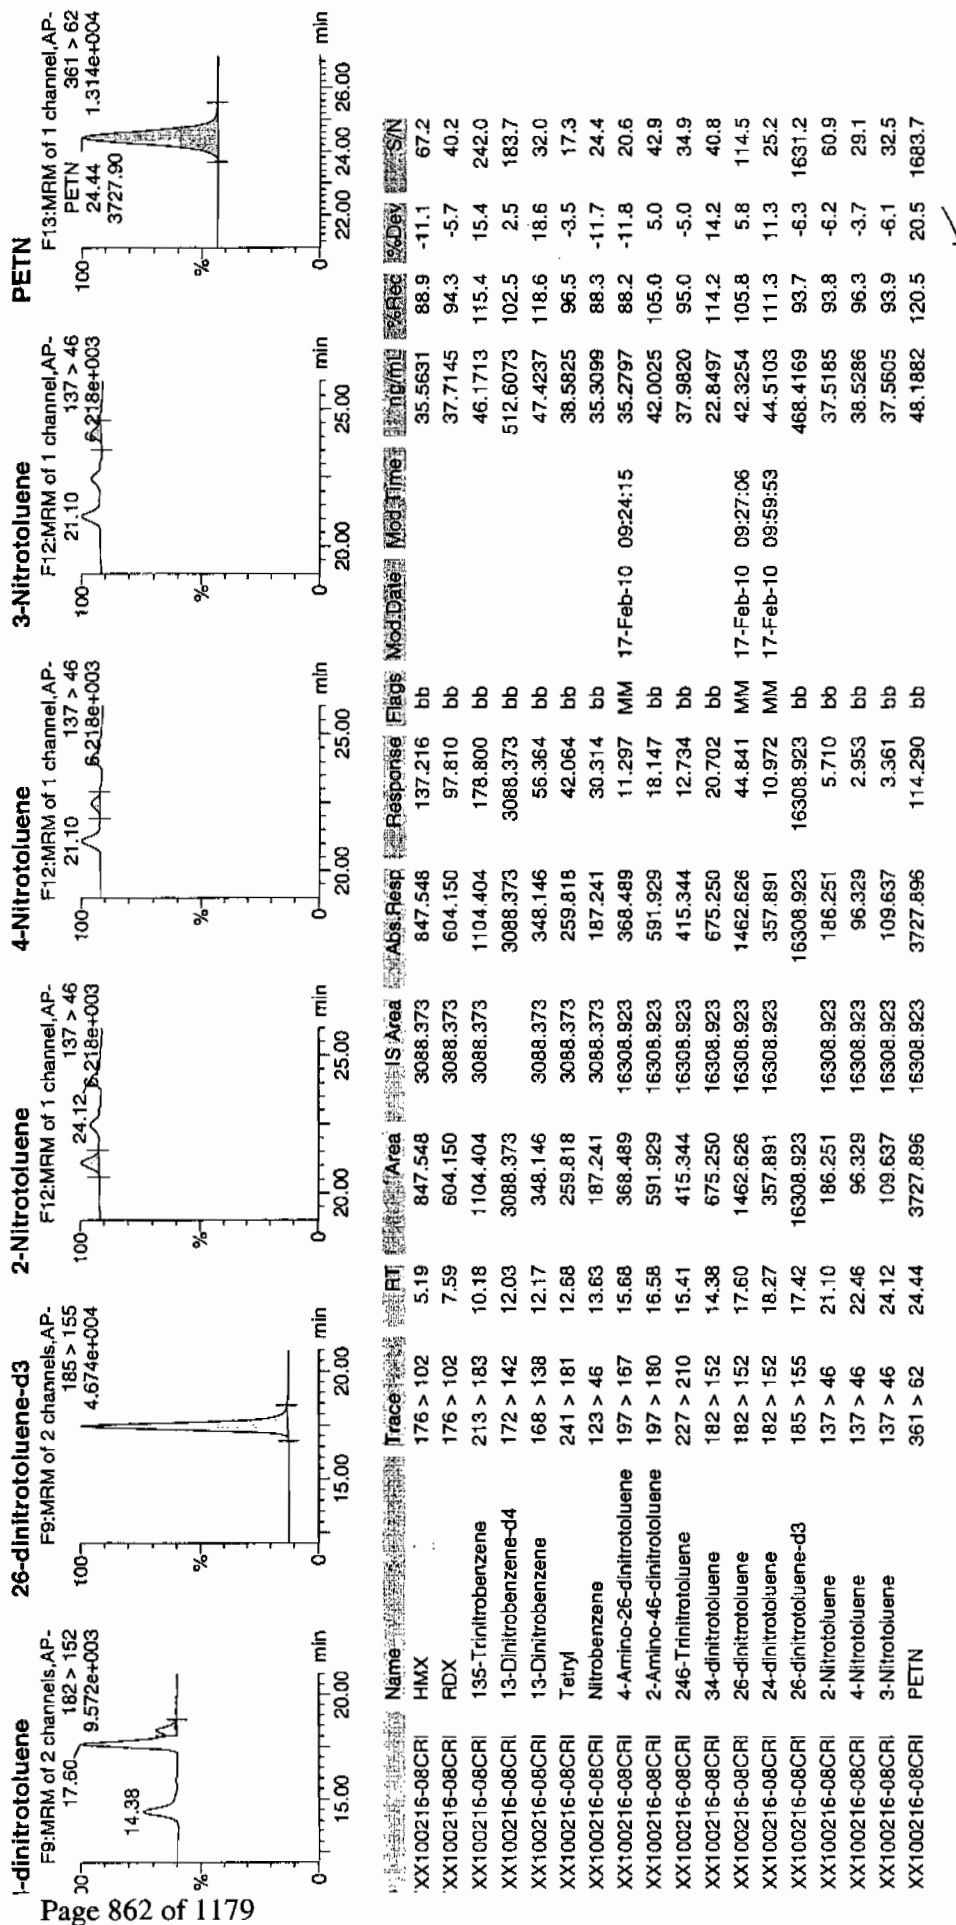 -dinitrotoluene
F9:MRM of 2 channels,AP-
182 > 152
9.572e+003
17.60
14.38
30
15.00
20.00
min
26-dinitrotoluene-d3
F9:MRM of 2 channels,AP-
185 > 155
4.674e+004
100
%
0
15.00
20.00
min
2-Nitrotoluene
F12:MRM of 1 channel,AP-
137 > 46
6.218e+003
24.12
100
%
0
20.00
25.00
min
4-Nitrotoluene
F12:MRM of 1 channel,AP-
137 > 46
6.218e+003
21.10
100
%
0
20.00
25.00
min
3-Nitrotoluene
F12:MRM of 1 channel,AP-
137 > 46
6.218e+003
21.10
100
%
0
20.00
25.00
min
PETN
F13:MRM of 1 channel,AP-
361 > 62
1.314e+004
PETN
24.44
3727.90
100
%
0
22.00
24.00
26.00
min
Name Trace RT Area IS Area Abs.Resp Response Flags Mod.Date Mod.Time ng/mL %Rec %Dev S/N
XX100216-08CRI HMX 176 > 102 5.19 847.548 3088.373 847.548 137.216 bb 35.5631 88.9 -11.1 67.2
XX100216-08CRI RDX 176 > 102 7.59 604.150 3088.373 604.150 97.810 bb 37.7145 94.3 -5.7 40.2
XX100216-08CRI 135-Trinitrobenzene 213 > 183 10.18 1104.404 3088.373 1104.404 178.800 bb 46.1713 115.4 15.4 242.0
XX100216-08CRI 13-Dinitrobenzene-d4 172 > 142 12.03 3088.373 3088.373 3088.373 bb 512.6073 102.5 2.5 183.7
XX100216-08CRI 13-Dinitrobenzene 168 > 138 12.17 348.146 3088.373 348.146 56.364 bb 47.4237 118.6 18.6 32.0
XX100216-08CRI Tetryl 241 > 181 12.68 259.818 3088.373 259.818 42.064 bb 38.5825 96.5 -3.5 17.3
XX100216-08CRI Nitrobenzene 123 > 46 13.63 187.241 3088.373 187.241 30.314 bb 35.3099 88.3 -11.7 24.4
XX100216-08CRI 4-Amino-26-dinitrotoluene 197 > 167 15.68 368.489 16308.923 368.489 11.297 MM 17-Feb-10 09:24:15 35.2797 88.2 -11.8 20.6
XX100216-08CRI 2-Amino-46-dinitrotoluene 197 > 180 16.58 591.929 16308.923 591.929 18.147 bb 42.0025 105.0 5.0 42.9
XX100216-08CRI 246-Trinitrotoluene 227 > 210 15.41 415.344 16308.923 415.344 12.734 bb 37.9820 95.0 -5.0 34.9
XX100216-08CRI 34-dinitrotoluene 182 > 152 14.38 675.250 16308.923 675.250 20.702 bb 22.8497 114.2 14.2 40.8
XX100216-08CRI 26-dinitrotoluene 182 > 152 17.60 1462.626 16308.923 1462.626 44.841 MM 17-Feb-10 09:27:06 42.3254 105.8 5.8 114.5
XX100216-08CRI 24-dinitrotoluene 182 > 152 18.27 357.891 16308.923 357.891 10.972 MM 17-Feb-10 09:59:53 44.5103 111.3 11.3 25.2
XX100216-08CRI 26-dinitrotoluene-d3 185 > 155 17.42 16308.923 16308.923 16308.923 bb 468.4169 93.7 -6.3 1631.2
XX100216-08CRI 2-Nitrotoluene 137 > 46 21.10 186.251 16308.923 186.251 5.710 bb 37.5185 93.8 -6.2 60.9
XX100216-08CRI 4-Nitrotoluene 137 > 46 22.46 96.329 16308.923 96.329 2.953 bb 38.5286 96.3 -3.7 29.1
XX100216-08CRI 3-Nitrotoluene 137 > 46 24.12 109.637 16308.923 109.637 3.361 bb 37.5605 93.9 -6.1 32.5
XX100216-08CRI PETN 361 > 62 24.44 3727.896 16308.923 3727.896 114.290 bb 48.1882 120.5 20.5 1683.7
Page 862 of 1179